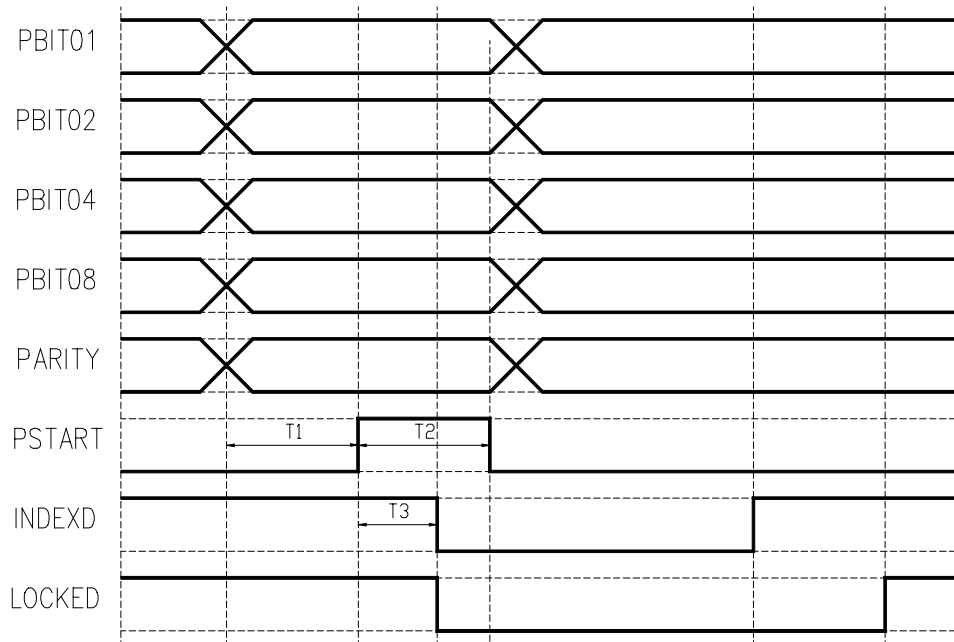 PBIT01
PBIT02
PBIT04
PBIT08
PARITY
PSTART
T1
T2
INDEXD
T3
LOCKED